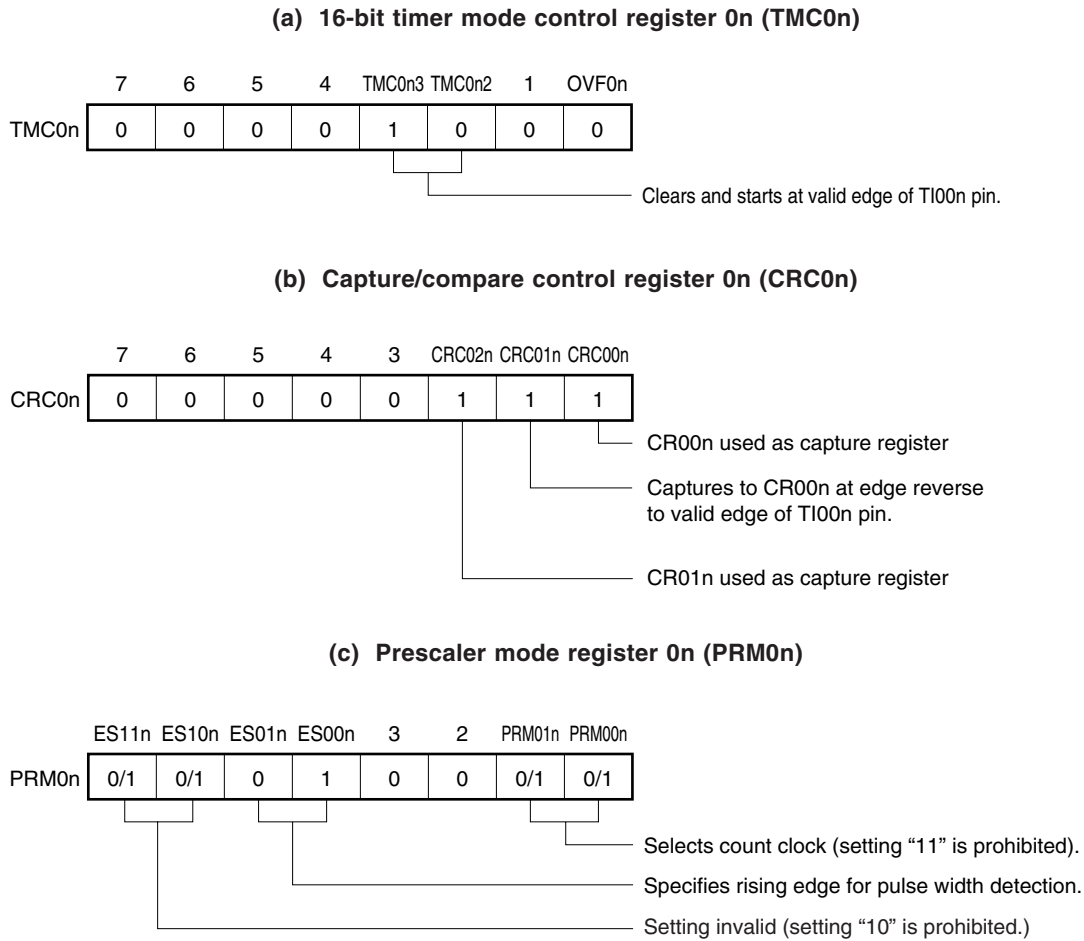 (a) 16-bit timer mode control register 0n (TMC0n)
7 6 5 4 TMC0n3 TMC0n2 1 OVF0n
TMC0n 0 0 0 0 1 0 0 0
Clears and starts at valid edge of TI00n pin.
(b) Capture/compare control register 0n (CRC0n)
7 6 5 4 3 CRC02n CRC01n CRC00n
CRC0n 0 0 0 0 0 1 1 1
CR00n used as capture register
Captures to CR00n at edge reverse
to valid edge of TI00n pin.
CR01n used as capture register
(c) Prescaler mode register 0n (PRM0n)
ES11n ES10n ES01n ES00n 3 2 PRM01n PRM00n
PRM0n 0/1 0/1 0 1 0 0 0/1 0/1
Selects count clock (setting “11” is prohibited).
Specifies rising edge for pulse width detection.
Setting invalid (setting “10” is prohibited.)